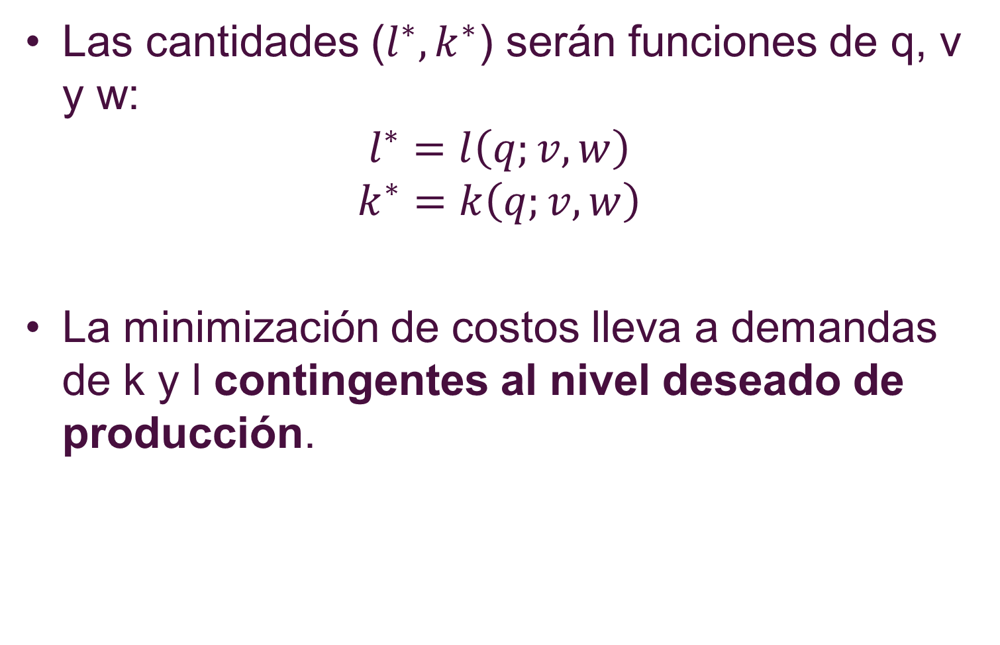 • Las cantidades (𝑙*, 𝑘*) serán funciones de q, v
y w:
𝑙* = 𝑙(𝑞; 𝑣, 𝑤)
𝑘* = 𝑘(𝑞; 𝑣, 𝑤)
• La minimización de costos lleva a demandas
de k y l contingentes al nivel deseado de
producción.